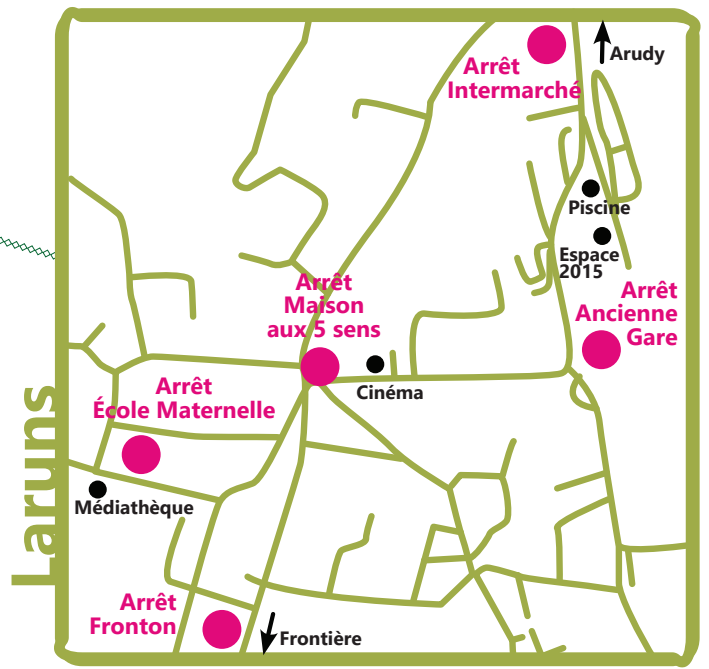 Arudy
Arrêt
Intermarché
Piscine
Espace
2015
Arrêt
Maison
aux 5 sens
Arrêt
Ancienne
Gare
Cinéma
Arrêt
École Maternelle
Médiathèque
Laruns
Arrêt
Fronton
Frontière